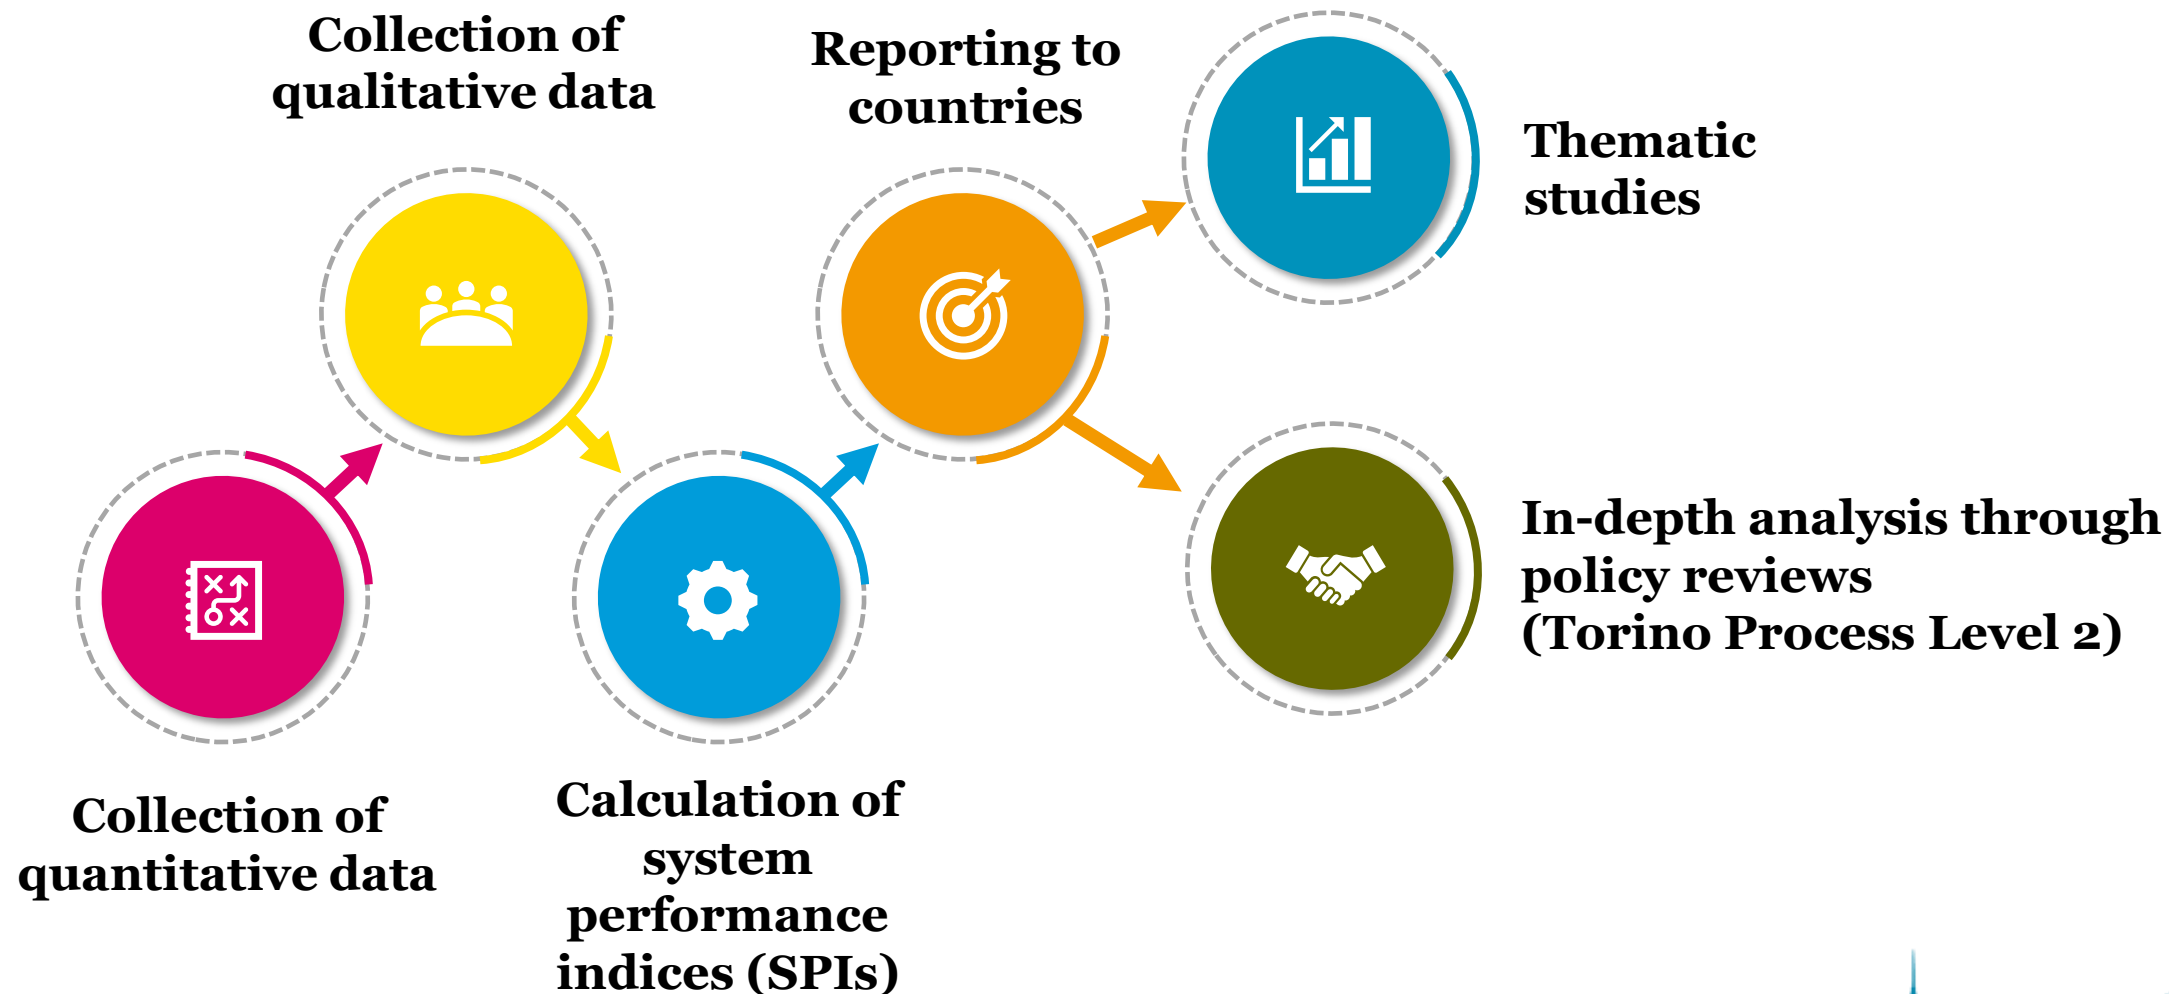 Collection of
qualitative data
Reporting to
countries
Thematic
studies
In-depth analysis through
policy reviews
(Torino Process Level 2)
Collection of
quantitative data
Calculation of
system
performance
indices (SPIs)